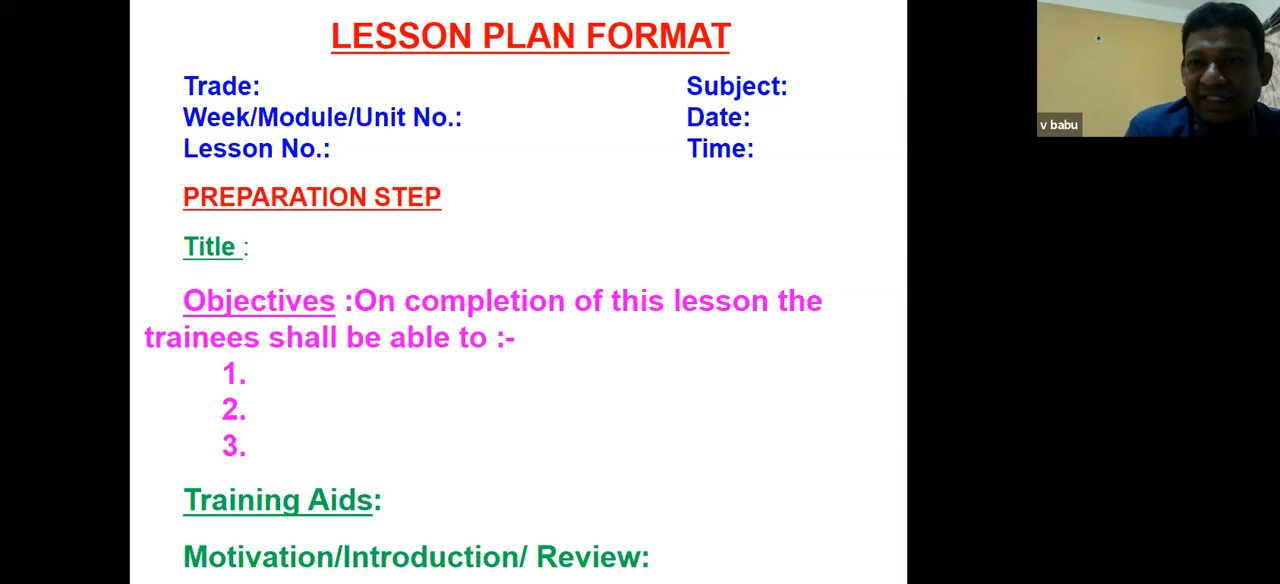 LESSON PLAN FORMAT
Trade: Subject:
Week/Module/Unit No.: Date:
Lesson No.: Time:
PREPARATION STEP
Title :
Objectives :On completion of this lesson the
trainees shall be able to :-
1.
2.
3.
Training Aids:
Motivation/Introduction/ Review:
v babu